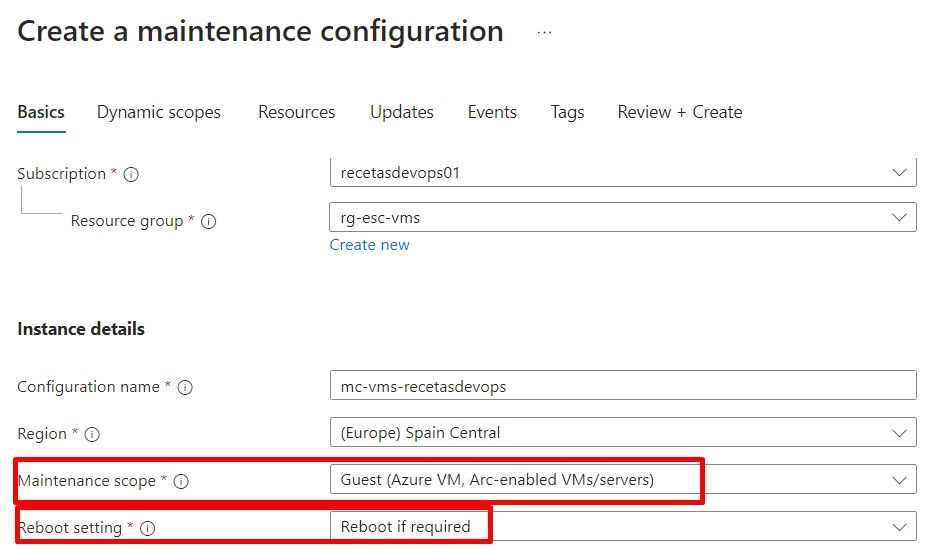 Create a maintenance configuration ...
Basics Dynamic scopes Resources Updates Events Tags Review + Create
Subscription * recetasdevops01
Resource group * rg-esc-vms
Create new
Instance details
Configuration name * mc-vms-recetasdevops
Region * (Europe) Spain Central
Maintenance scope * Guest (Azure VM, Arc-enabled VMs/servers)
Reboot setting * Reboot if required